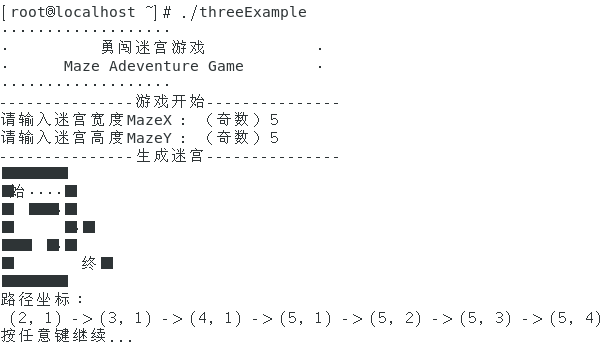 [root@localhost ~]# ./threeExample
···················
·          勇闯迷宫游戏            ·
·      Maze Adeventure Game        ·
···················
---------------游戏开始---------------
请输入迷宫宽度MazeX : （奇数）5
请输入迷宫高度MazeY : （奇数）5
---------------生成迷宫---------------
始····
终
路径坐标 :
(2, 1) ->(3, 1) ->(4, 1) ->(5, 1) ->(5, 2) ->(5, 3) ->(5, 4)
按任意键继续...